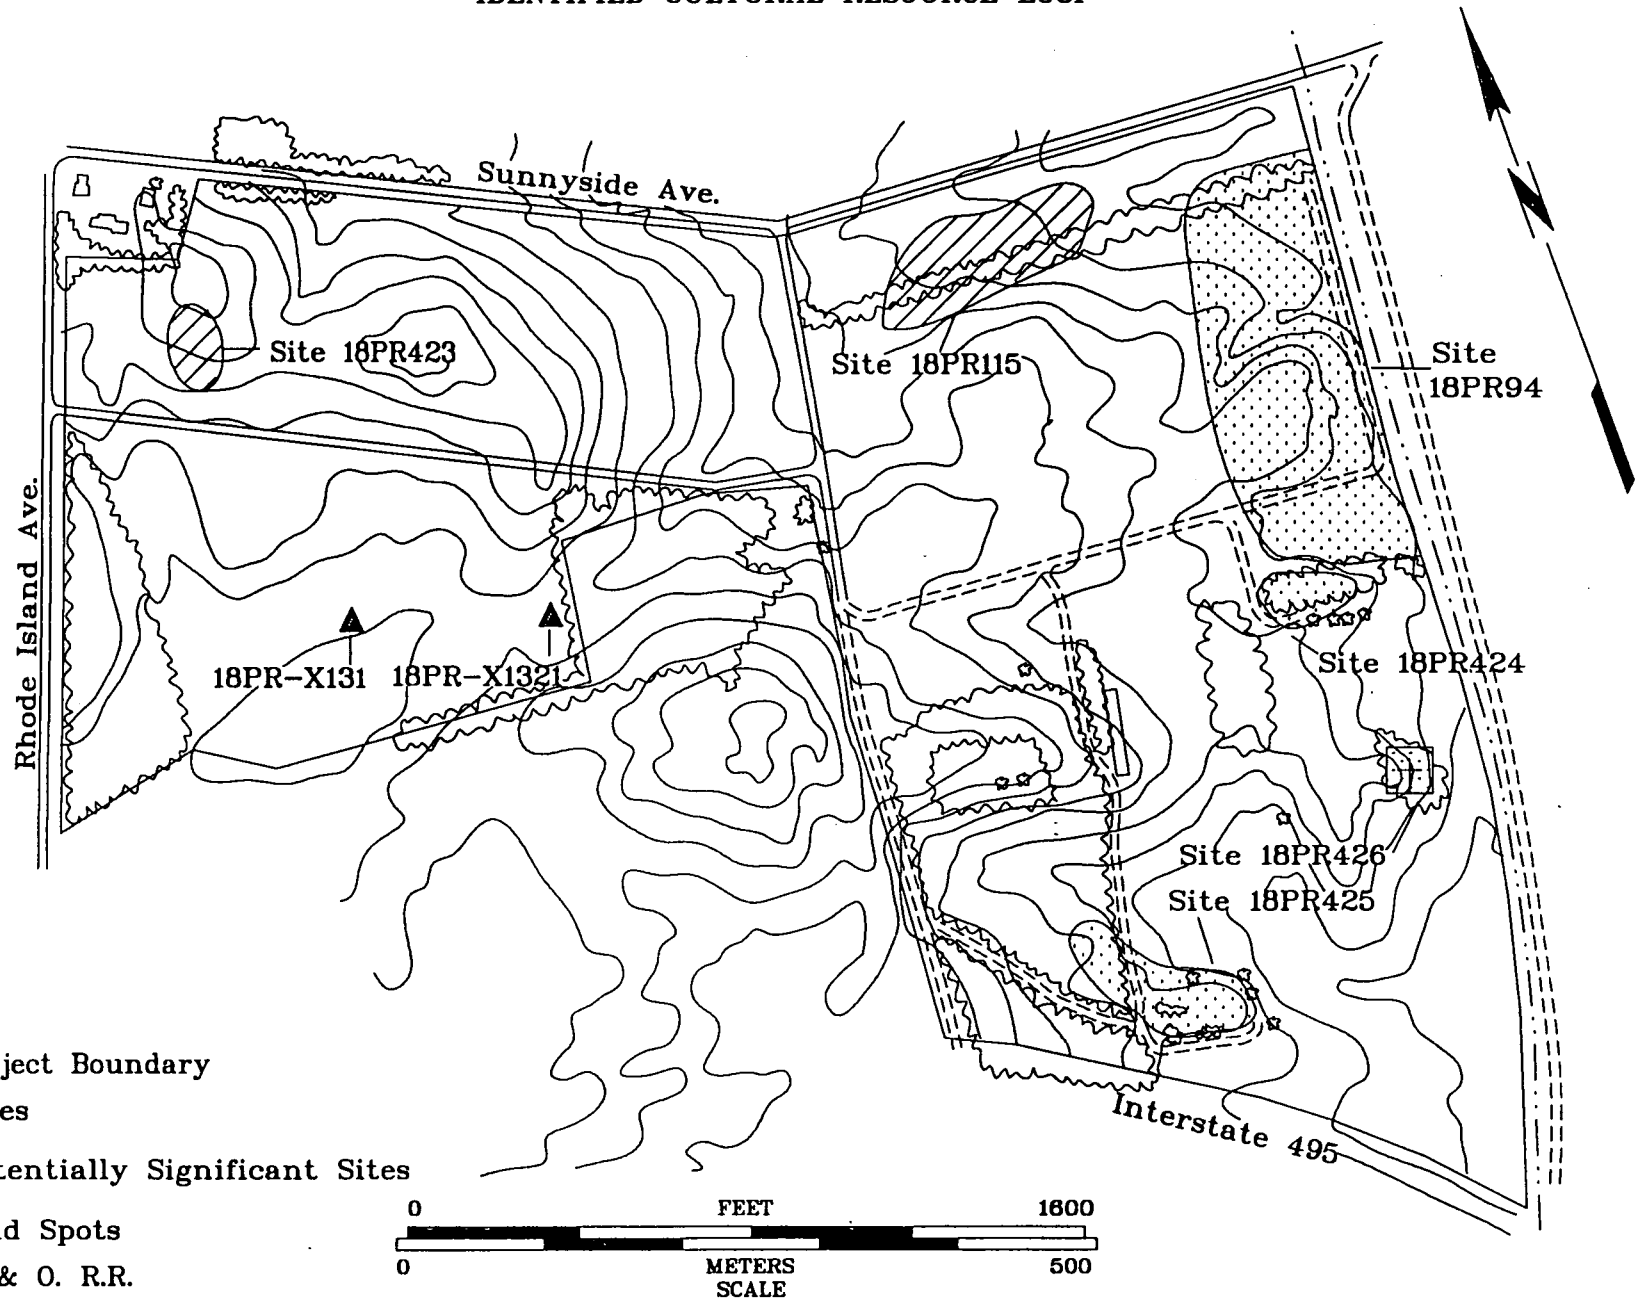 Sunnyside Ave.
Site 18PR423
Site 18PR115
Site
18PR94
Rhode Island Ave.
18PR-X131
18PR-X1321
Site 18PR424
Site 18PR426
Site 18PR425
Interstate 495
ject Boundary
es
tentially Significant Sites
d Spots
& O. R.R.
0 FEET 1600
0 METERS 500
SCALE